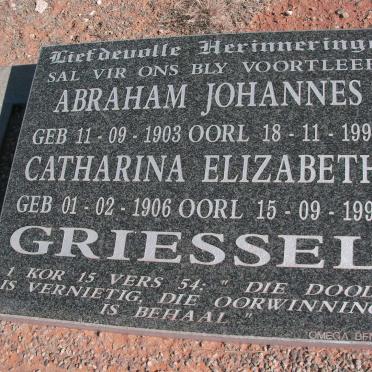 Liefdevolle Herinnering
SAL VIR ONS BLY VOORTLEEF
ABRAHAM JOHANNES
GEB 11 - 09 - 1903 OORL 18 - 11 - 199
CATHARINA ELIZABETH
GEB 01 - 02 - 1906 OORL 15 - 09 - 199
GRIESSEL
1 KOR 15 VERS 54: " DIE DOOD
IS VERNIETIG, DIE OORWINNING
IS BEHAAL "
OMEGA